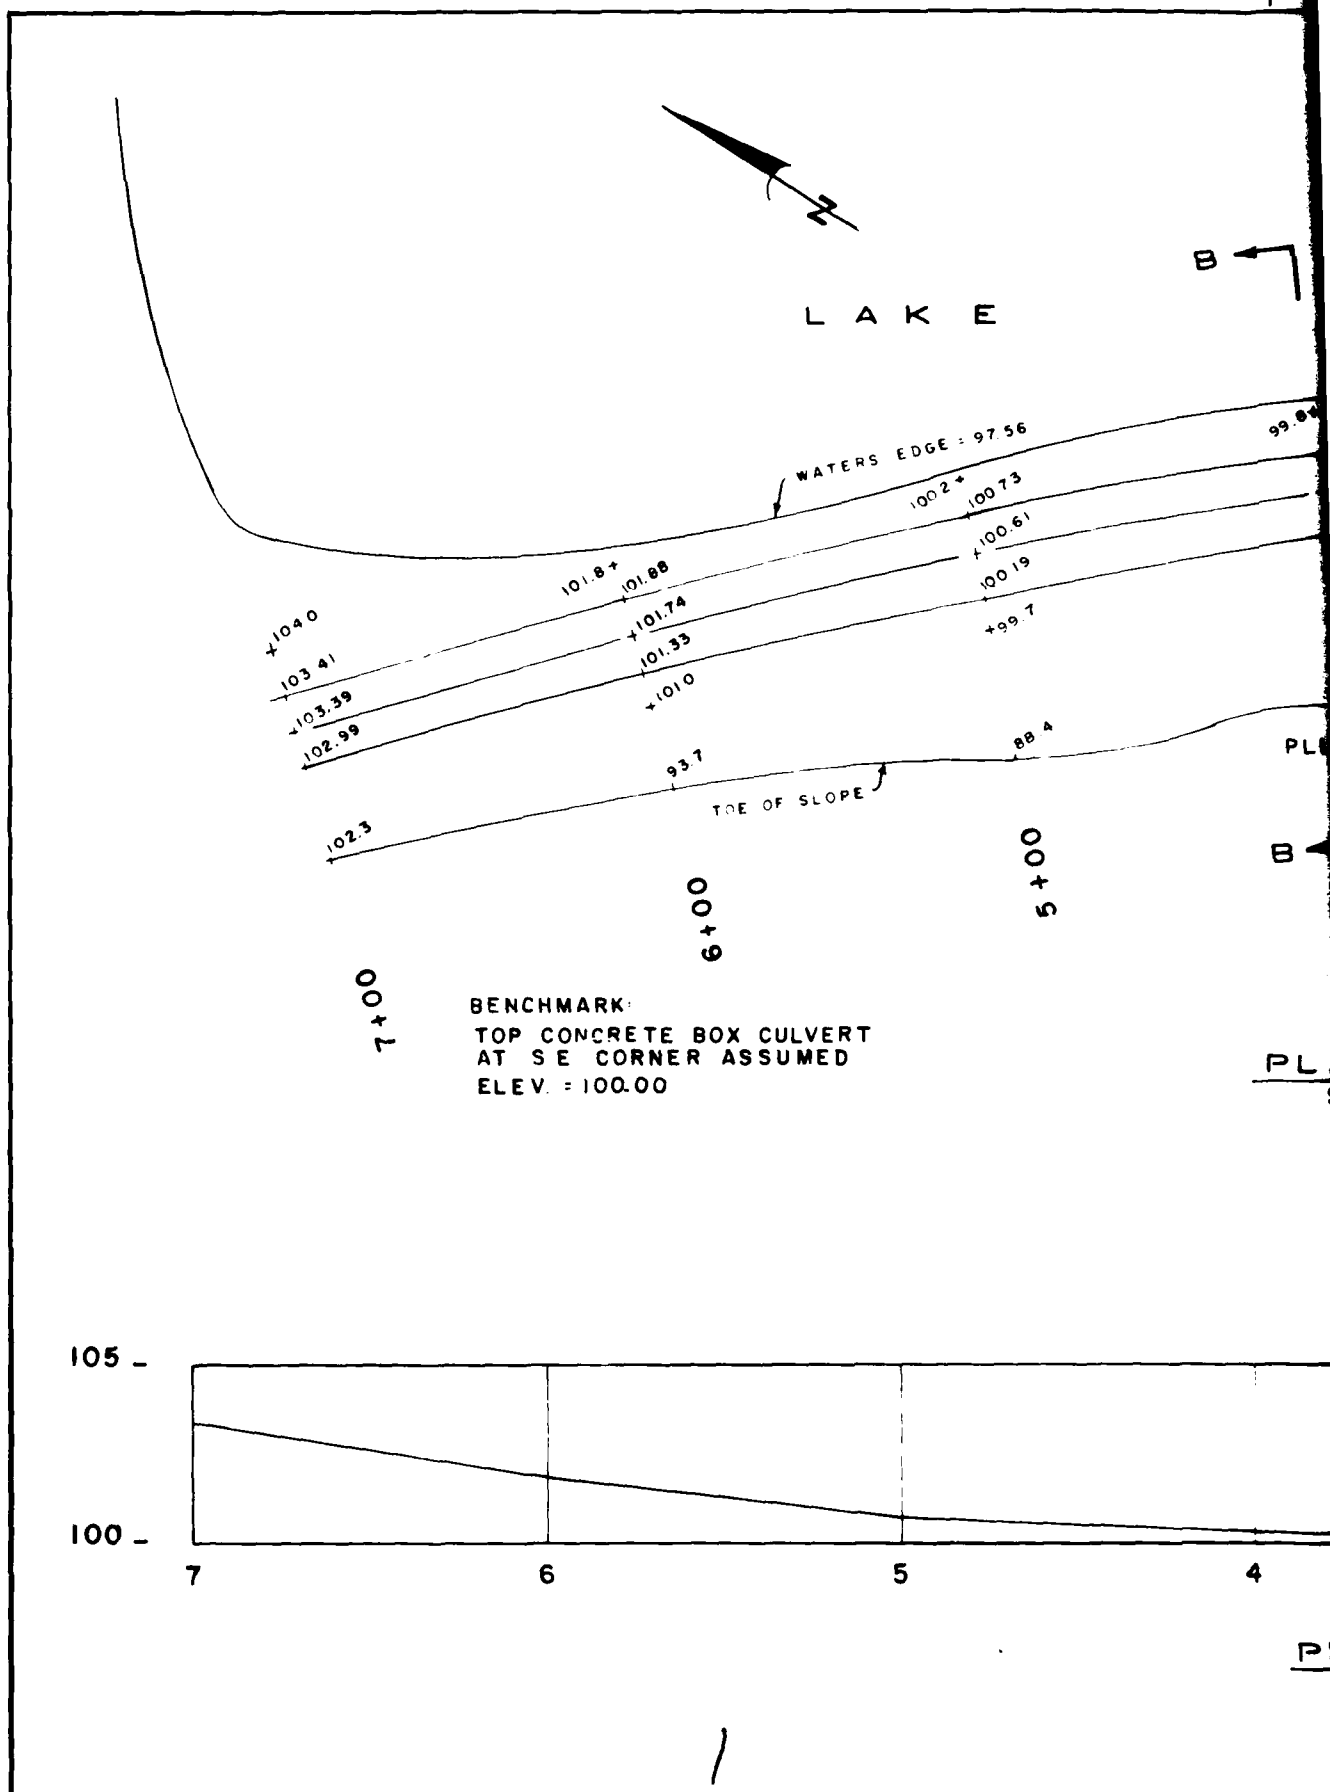 N
B
LAKE
WATERS EDGE = 97.56
99.8+
100.2+
100.73
100.61
101.8+
101.88
100.19
101.74
+99.7
+104.0
101.33
103.41
+101.0
103.39
102.99
88.4
93.7
PL
TOE OF SLOPE
102.3
B
5+00
6+00
7+00
BENCHMARK:
TOP CONCRETE BOX CULVERT
AT S E CORNER ASSUMED
ELEV. = 100.00
PL
105
100
7 6 5 4
P
1